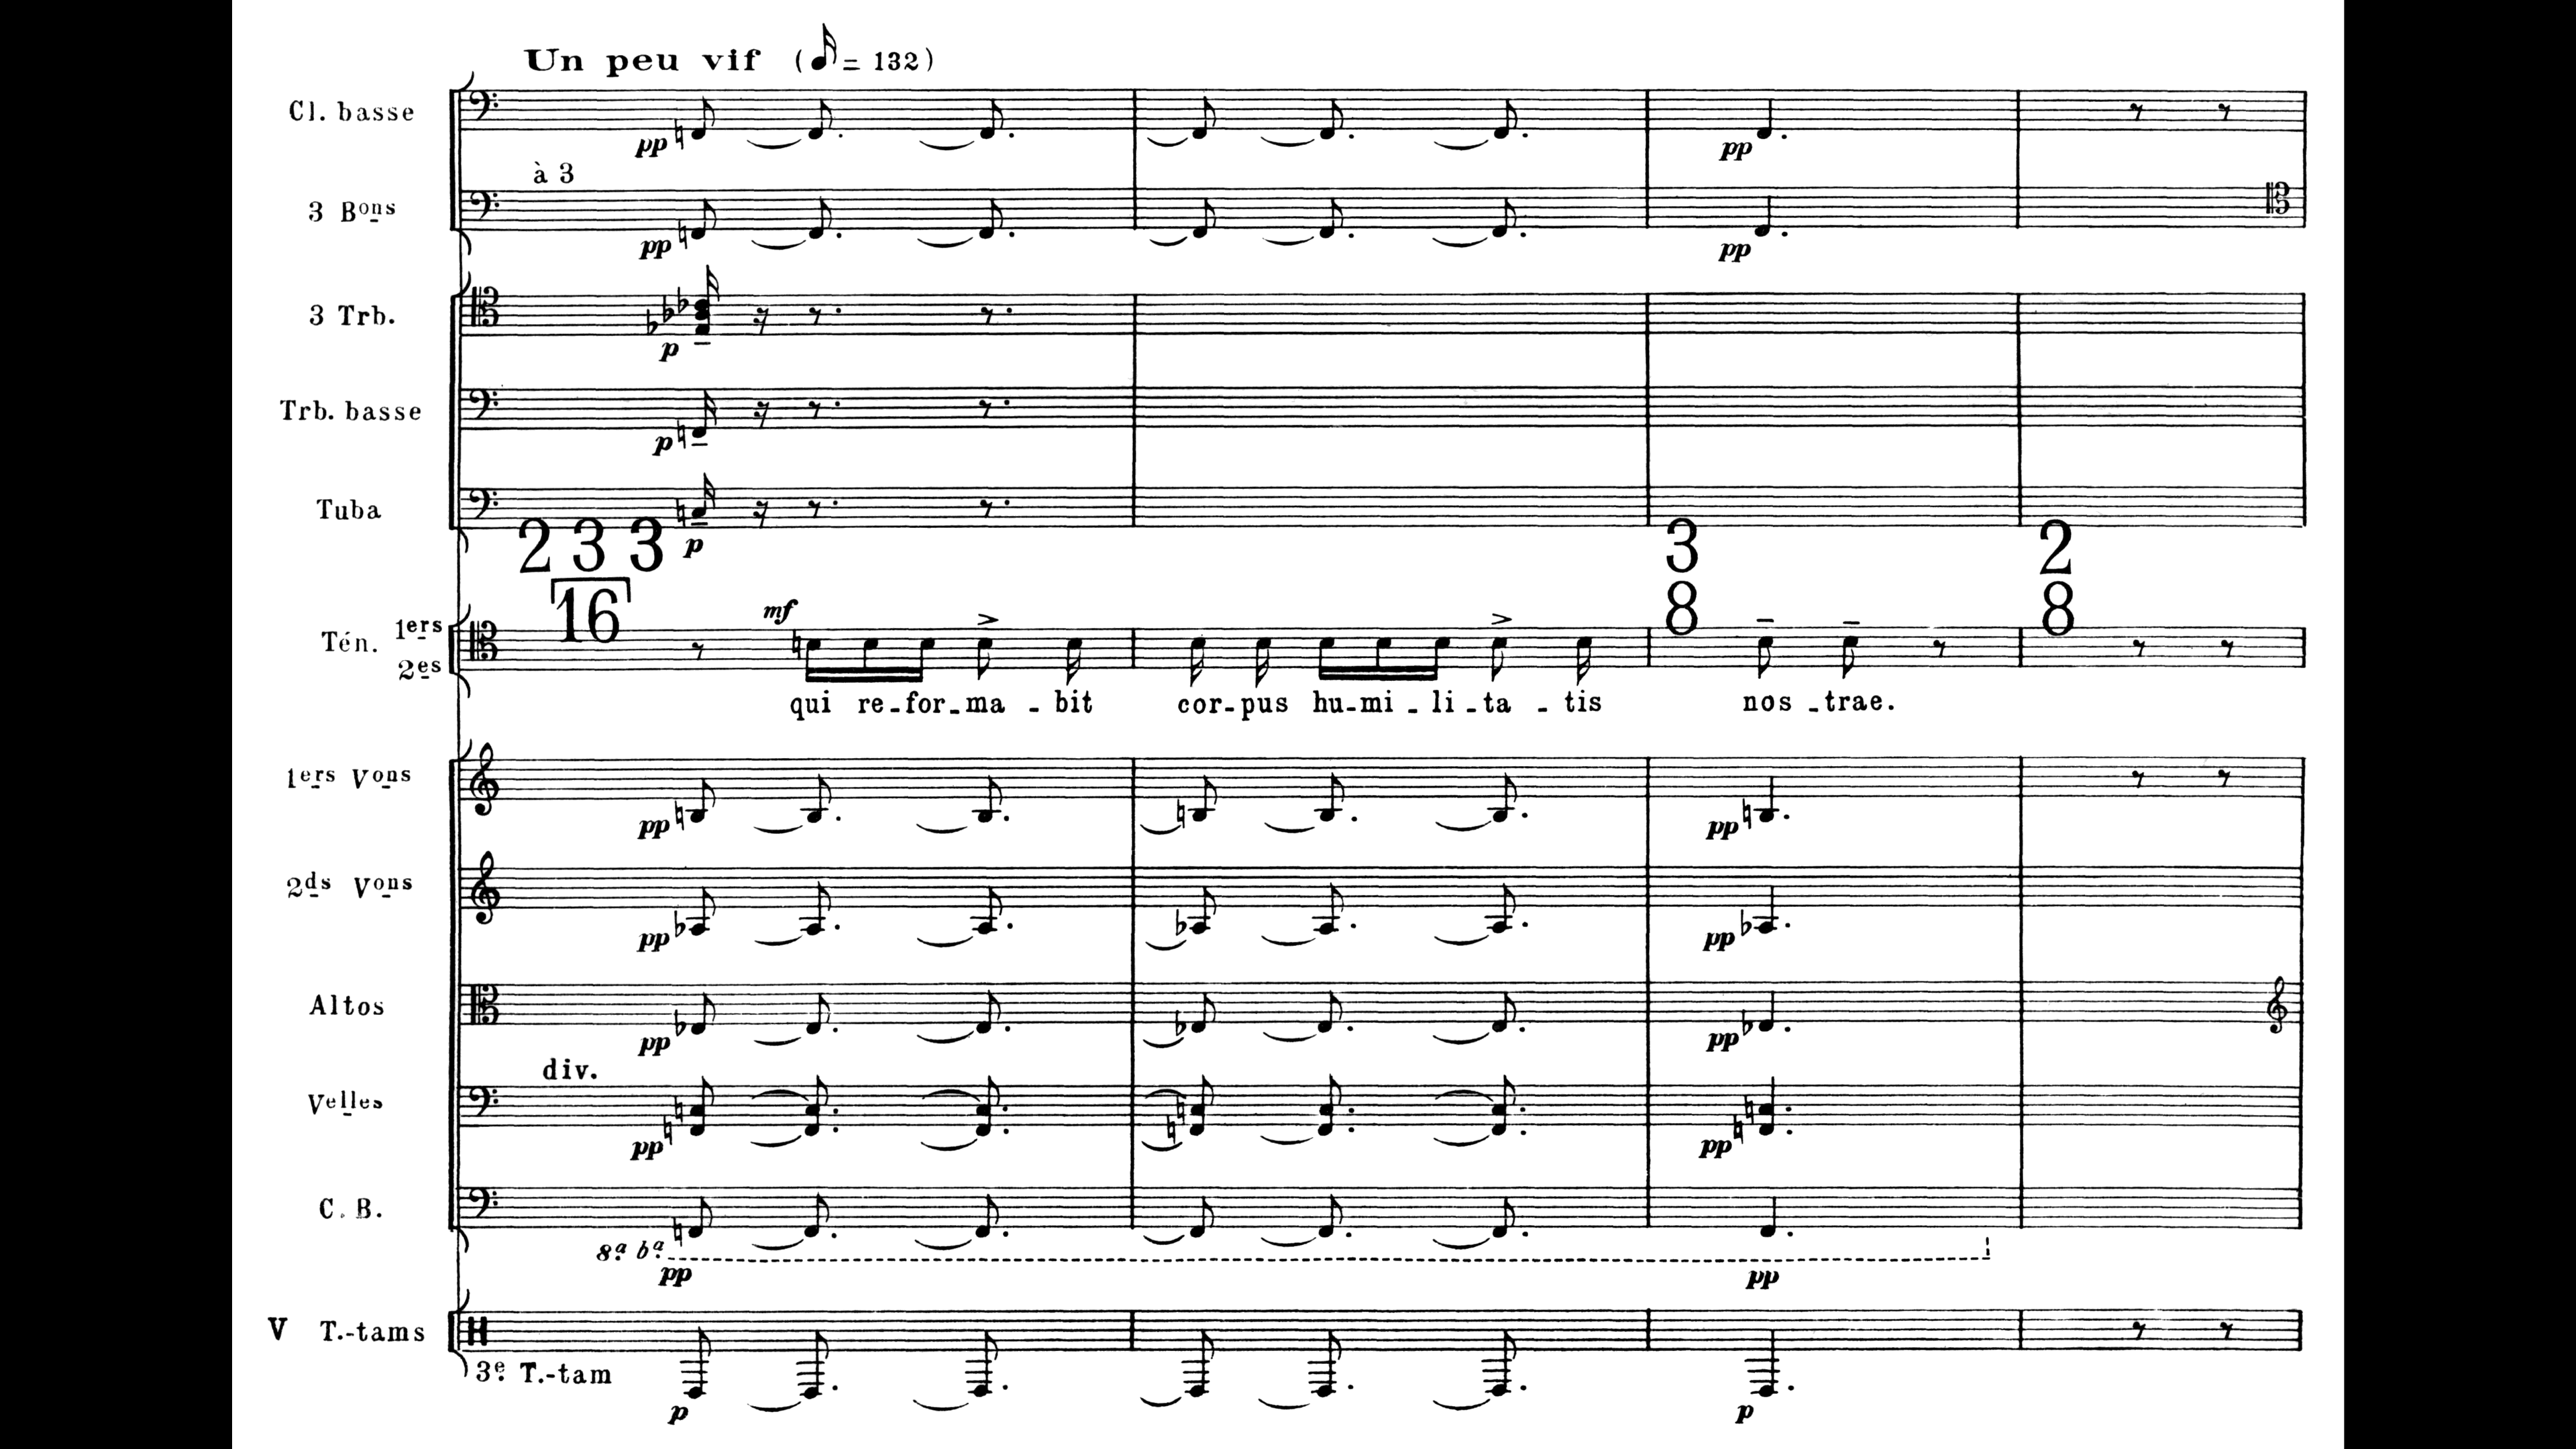 Un peu vif (𝅘𝅥𝅯 = 132)
Cl. basse
pp
pp
à 3
3 Bons
pp
pp
3 Trb.
p
Trb. basse
p
Tuba
p
2 3 3
16
3
8
2
8
Tén. 1ers
2es
mf
qui re-for-ma-bit cor-pus hu-mi-li-ta-tis nos-trae.
1ers Vons
pp
pp
2ds Vons
pp
pp
Altos
pp
pp
div.
Velles
pp
pp
C. B.
8a ba
pp
pp
V T.-tams
3e T.-tam
p
p